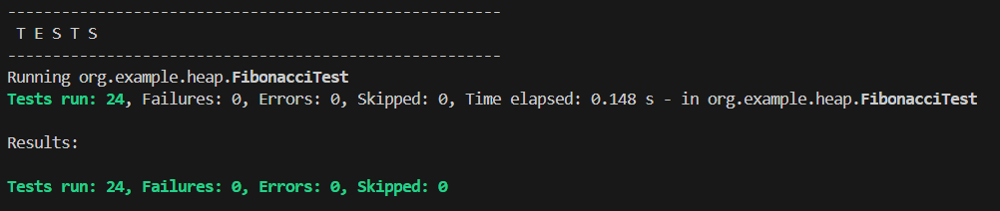 -------------------------------------------------------
 T E S T S
-------------------------------------------------------
Running org.example.heap.FibonacciTest
Tests run: 24, Failures: 0, Errors: 0, Skipped: 0, Time elapsed: 0.148 s - in org.example.heap.FibonacciTest
Results:
Tests run: 24, Failures: 0, Errors: 0, Skipped: 0